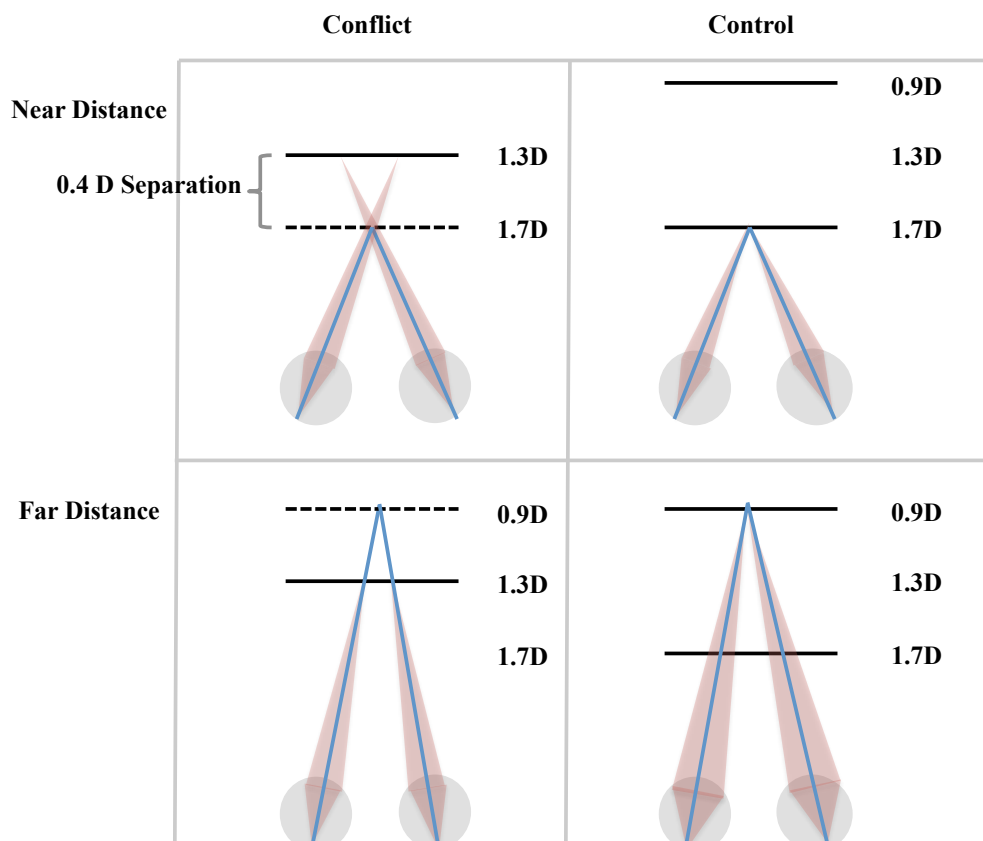 Conflict
Control
Near Distance
0.9D
1.3D
1.3D
0.4 D Separation
1.7D
1.7D
Far Distance
0.9D
0.9D
1.3D
1.3D
1.7D
1.7D